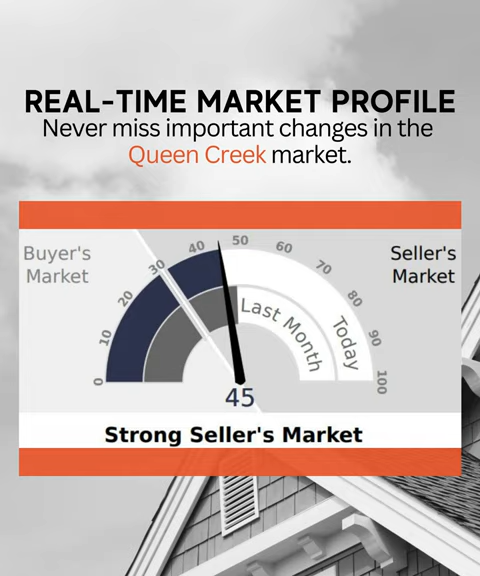 REAL-TIME MARKET PROFILE
Never miss important changes in the
Queen Creek market.
Buyer's
Market
Seller's
Market
0
10
20
30
40
50
60
70
80
90
100
Last Month
Today
45
Strong Seller's Market